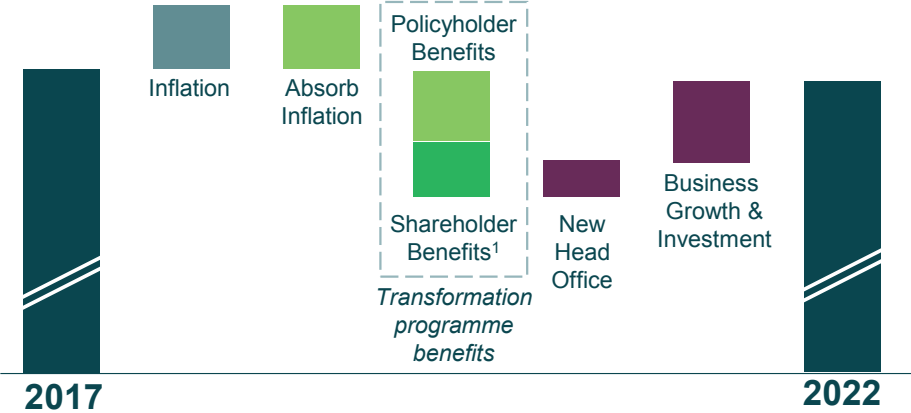 Policyholder
Benefits
Inflation
Absorb
Inflation
Shareholder
Benefits¹
New
Head
Office
Business
Growth &
Investment
Transformation
programme
benefits
2017
2022